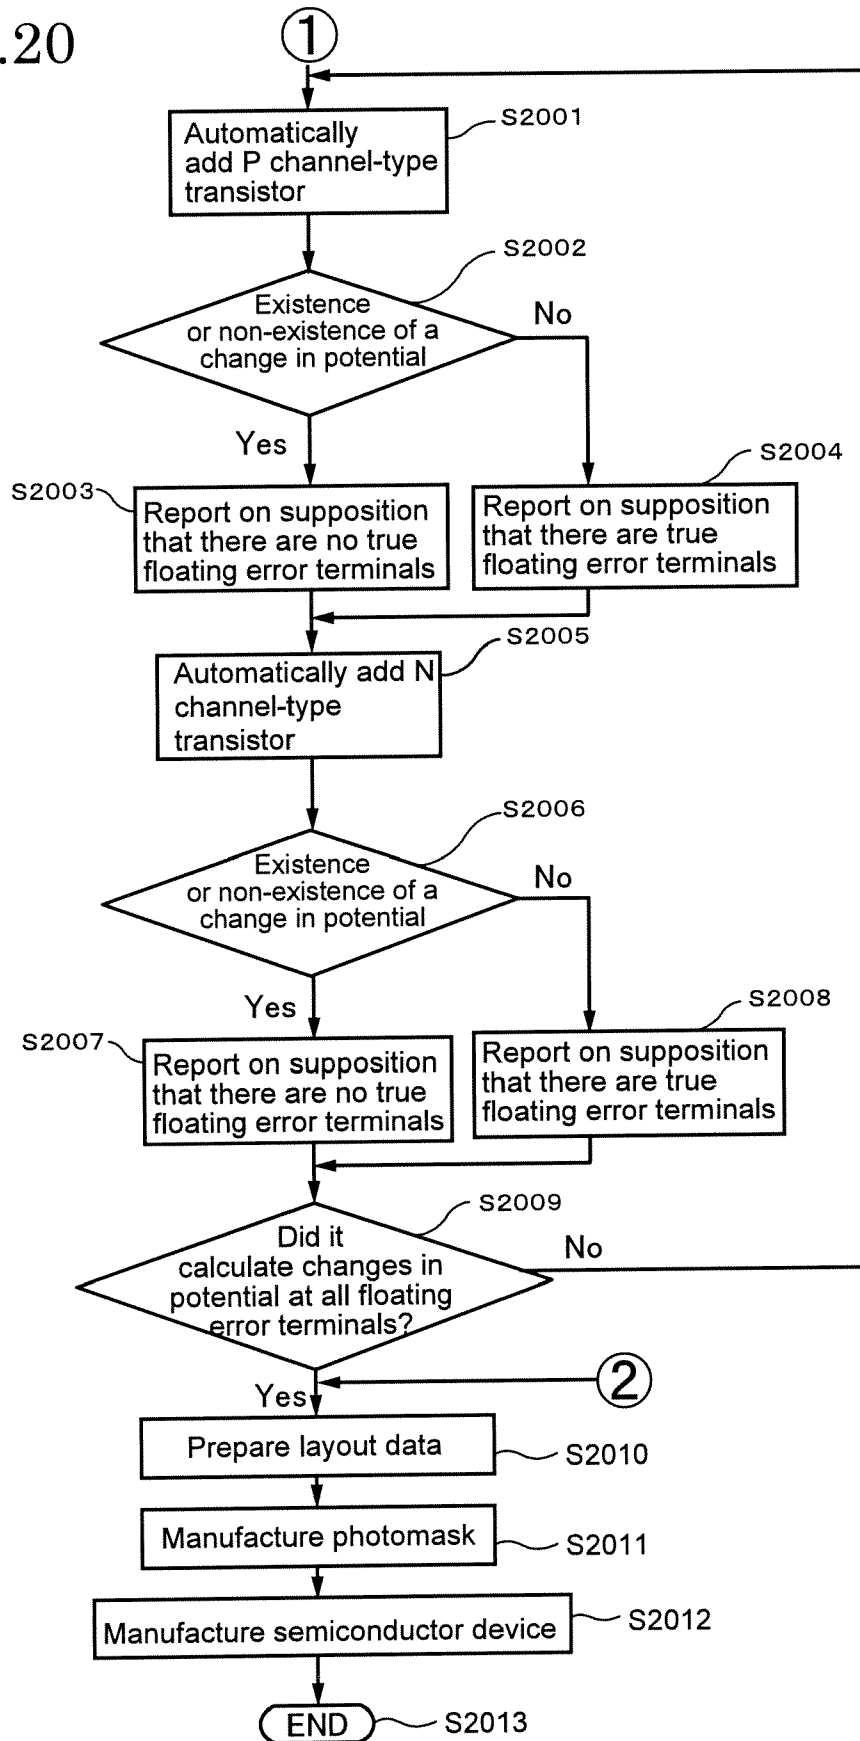 .20
①
Automatically
add P channel-type
transistor
S2001
S2002
Existence
or non-existence of a
change in potential
No
Yes
S2003
S2004
Report on supposition
that there are no true
floating error terminals
Report on supposition
that there are true
floating error terminals
S2005
Automatically add N
channel-type
transistor
S2006
Existence
or non-existence of a
change in potential
No
Yes
S2007
S2008
Report on supposition
that there are no true
floating error terminals
Report on supposition
that there are true
floating error terminals
S2009
Did it
calculate changes in
potential at all floating
error terminals?
No
②
Yes
Prepare layout data
S2010
Manufacture photomask
S2011
Manufacture semiconductor device
S2012
END
S2013